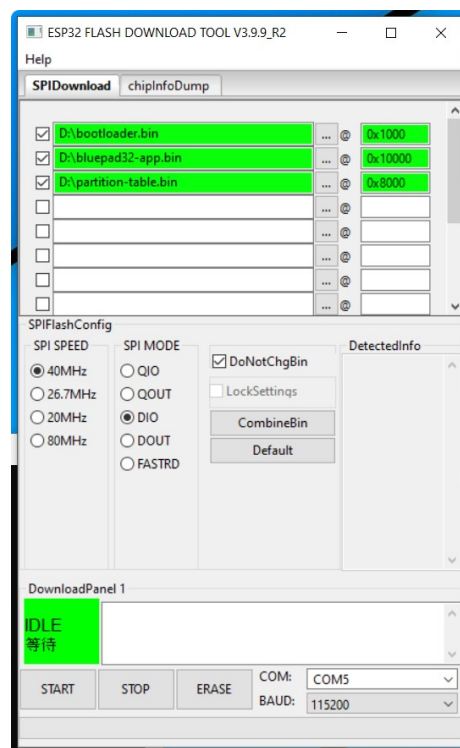 ESP32 FLASH DOWNLOAD TOOL V3.9.9_R2
Help
SPIDownload chipInfoDump
D:\bootloader.bin ... @ 0x1000
D:\bluepad32-app.bin ... @ 0x10000
D:\partition-table.bin ... @ 0x8000
... @
... @
... @
... @
... @
SPIFlashConfig
SPI SPEED SPI MODE DetectedInfo
40MHz QIO DoNotChgBin
26.7MHz QOUT LockSettings
20MHz DIO CombineBin
80MHz DOUT Default
FASTRD
DownloadPanel 1
IDLE
等待
START STOP ERASE COM: COM5
BAUD: 115200